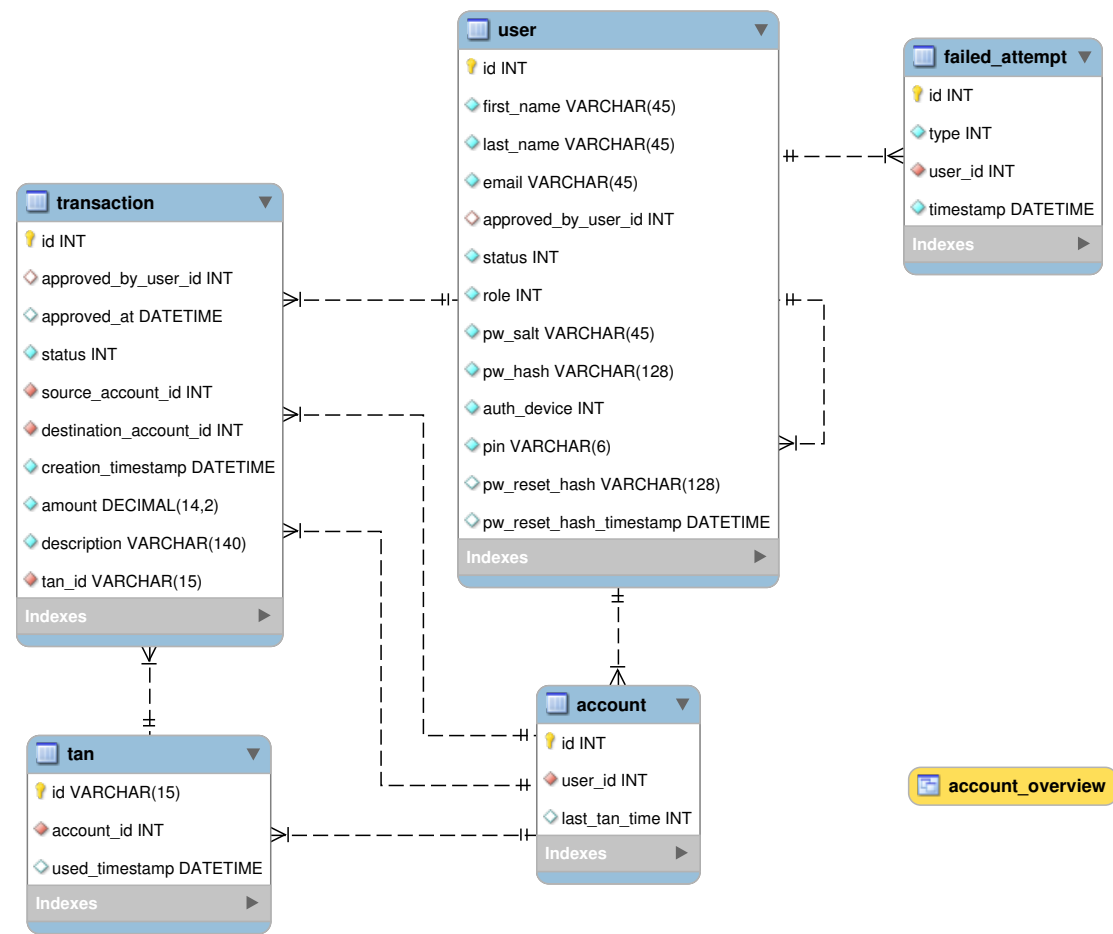 user
id INT
first_name VARCHAR(45)
last_name VARCHAR(45)
email VARCHAR(45)
approved_by_user_id INT
status INT
role INT
pw_salt VARCHAR(45)
pw_hash VARCHAR(128)
auth_device INT
pin VARCHAR(6)
pw_reset_hash VARCHAR(128)
pw_reset_hash_timestamp DATETIME
Indexes
failed_attempt
id INT
type INT
user_id INT
timestamp DATETIME
Indexes
transaction
id INT
approved_by_user_id INT
approved_at DATETIME
status INT
source_account_id INT
destination_account_id INT
creation_timestamp DATETIME
amount DECIMAL(14,2)
description VARCHAR(140)
tan_id VARCHAR(15)
Indexes
account
id INT
user_id INT
last_tan_time INT
Indexes
tan
id VARCHAR(15)
account_id INT
used_timestamp DATETIME
Indexes
account_overview